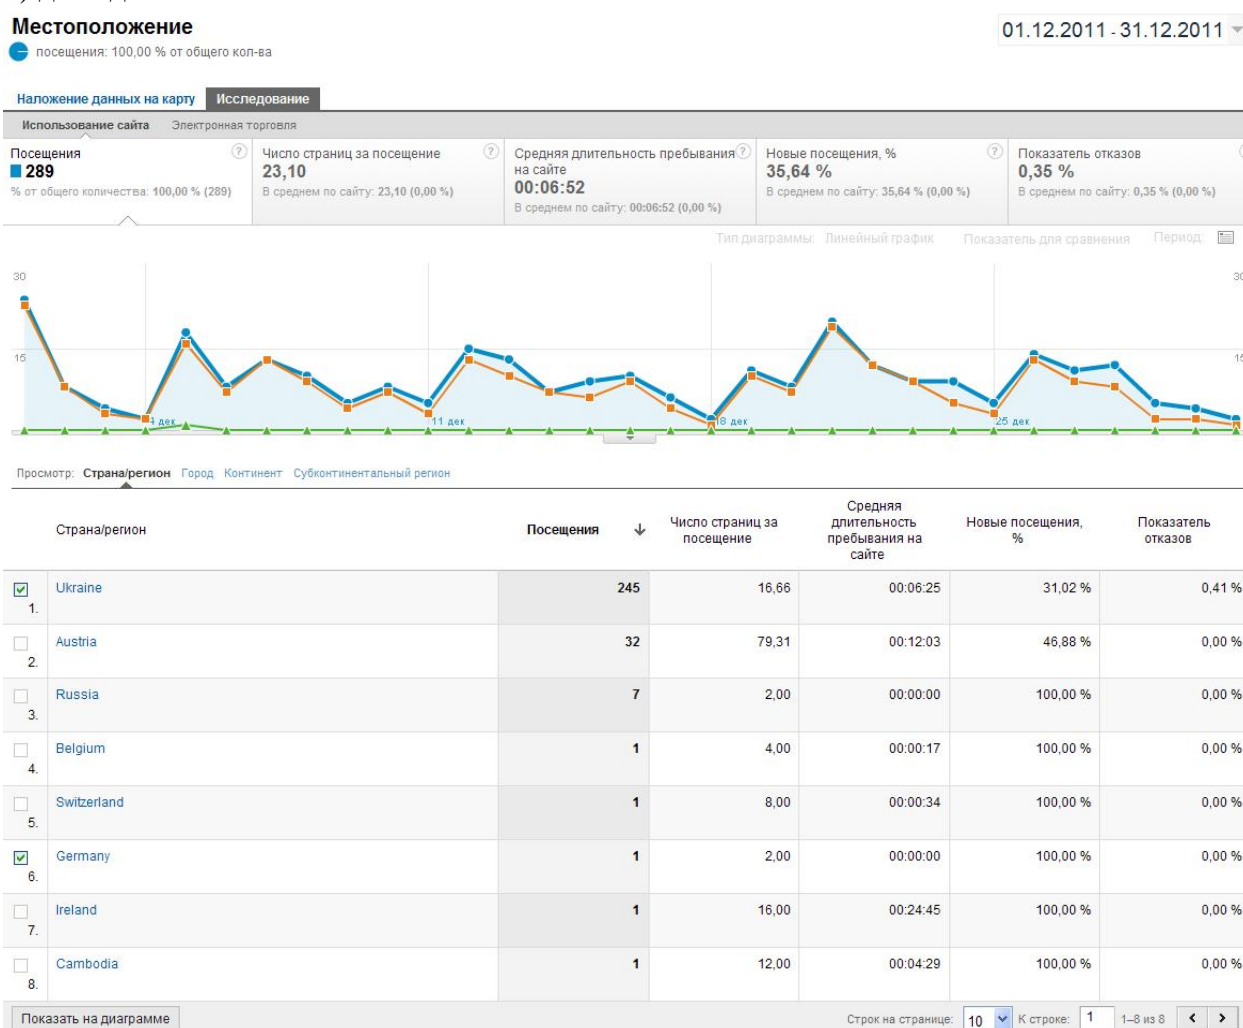 Местоположение
01.12.2011 - 31.12.2011
посещения: 100,00 % от общего кол-ва
Наложение данных на карту Исследование
Использование сайта Электронная торговля
Посещения
289
% от общего количества: 100,00 % (289)
Число страниц за посещение
23,10
В среднем по сайту: 23,10 (0,00 %)
Средняя длительность пребывания
на сайте
00:06:52
В среднем по сайту: 00:06:52 (0,00 %)
Новые посещения, %
35,64 %
В среднем по сайту: 35,64 % (0,00 %)
Показатель отказов
0,35 %
В среднем по сайту: 0,35 % (0,00 %)
Тип диаграммы: Линейный график Показатель для сравнения Период:
30
15 15
11 дек 25 дек
Просмотр: Страна/регион Город Континент Субконтинентальный регион
Страна/регион
Посещения
Число страниц за
посещение
Средняя
длительность
пребывания на
сайте
Новые посещения,
%
Показатель
отказов
1. Ukraine 245 16,66 00:06:25 31,02 % 0,41 %
2. Austria 32 79,31 00:12:03 46,88 % 0,00 %
3. Russia 7 2,00 00:00:00 100,00 % 0,00 %
4. Belgium 1 4,00 00:00:17 100,00 % 0,00 %
5. Switzerland 1 8,00 00:00:34 100,00 % 0,00 %
6. Germany 1 2,00 00:00:00 100,00 % 0,00 %
7. Ireland 1 16,00 00:24:45 100,00 % 0,00 %
8. Cambodia 1 12,00 00:04:29 100,00 % 0,00 %
Показать на диаграмме
Строк на странице: 10 К строке: 1 1–8 из 8